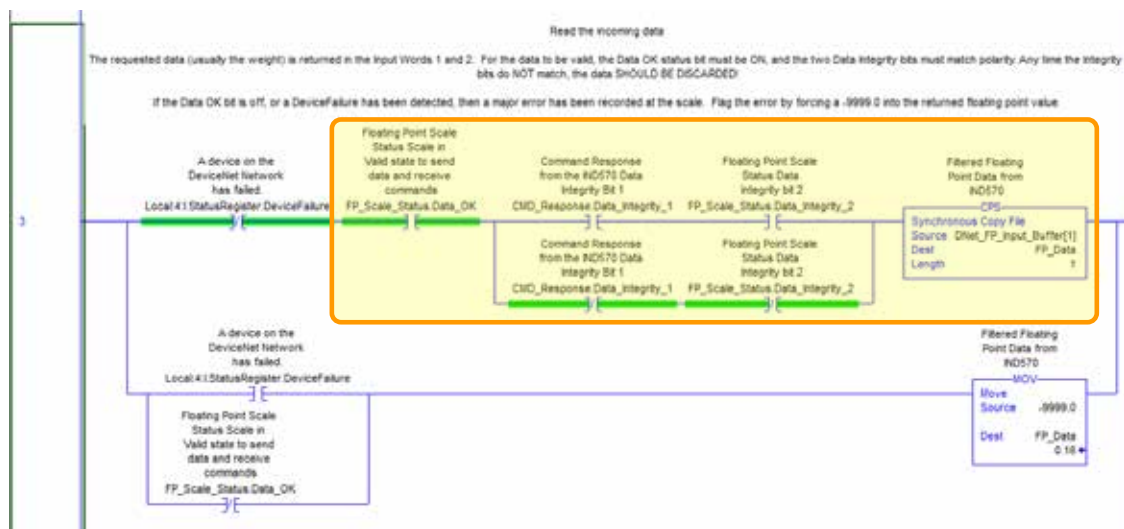 Read the incoming data
The requested data (usually the weight) is returned in the Input Words 1 and 2.  For the data to be valid, the Data OK status bit must be ON, and the two Data Integrity bits must match polarity. Any time the integrity
bits do NOT match, the data SHOULD BE DISCARDED!
If the Data OK bit is off, or a DeviceFailure has been detected, then a major error has been recorded at the scale.  Flag the error by forcing a -9999.0 into the returned floating point value.
3
A device on the
DeviceNet Network
has failed.
Local:4:I.StatusRegister.DeviceFailure
Floating Point Scale
Status Scale in
Valid state to send
data and receive
commands
FP_Scale_Status.Data_OK
Command Response
from the IND570 Data
Integrity Bit 1
CMD_Response.Data_Integrity_1
Floating Point Scale
Status Data
integrity bit 2
FP_Scale_Status.Data_Integrity_2
Filtered Floating
Point Data from
IND570
CPS
Synchronous Copy File
Source DNet_FP_Input_Buffer[1]
Dest FP_Data
Length 1
Command Response
from the IND570 Data
Integrity Bit 1
CMD_Response.Data_Integrity_1
Floating Point Scale
Status Data
integrity bit 2
FP_Scale_Status.Data_Integrity_2
A device on the
DeviceNet Network
has failed.
Local:4:I.StatusRegister.DeviceFailure
Floating Point Scale
Status Scale in
Valid state to send
data and receive
commands
FP_Scale_Status.Data_OK
Filtered Floating
Point Data from
IND570
MOV
Move
Source -9999.0
Dest FP_Data
0.16